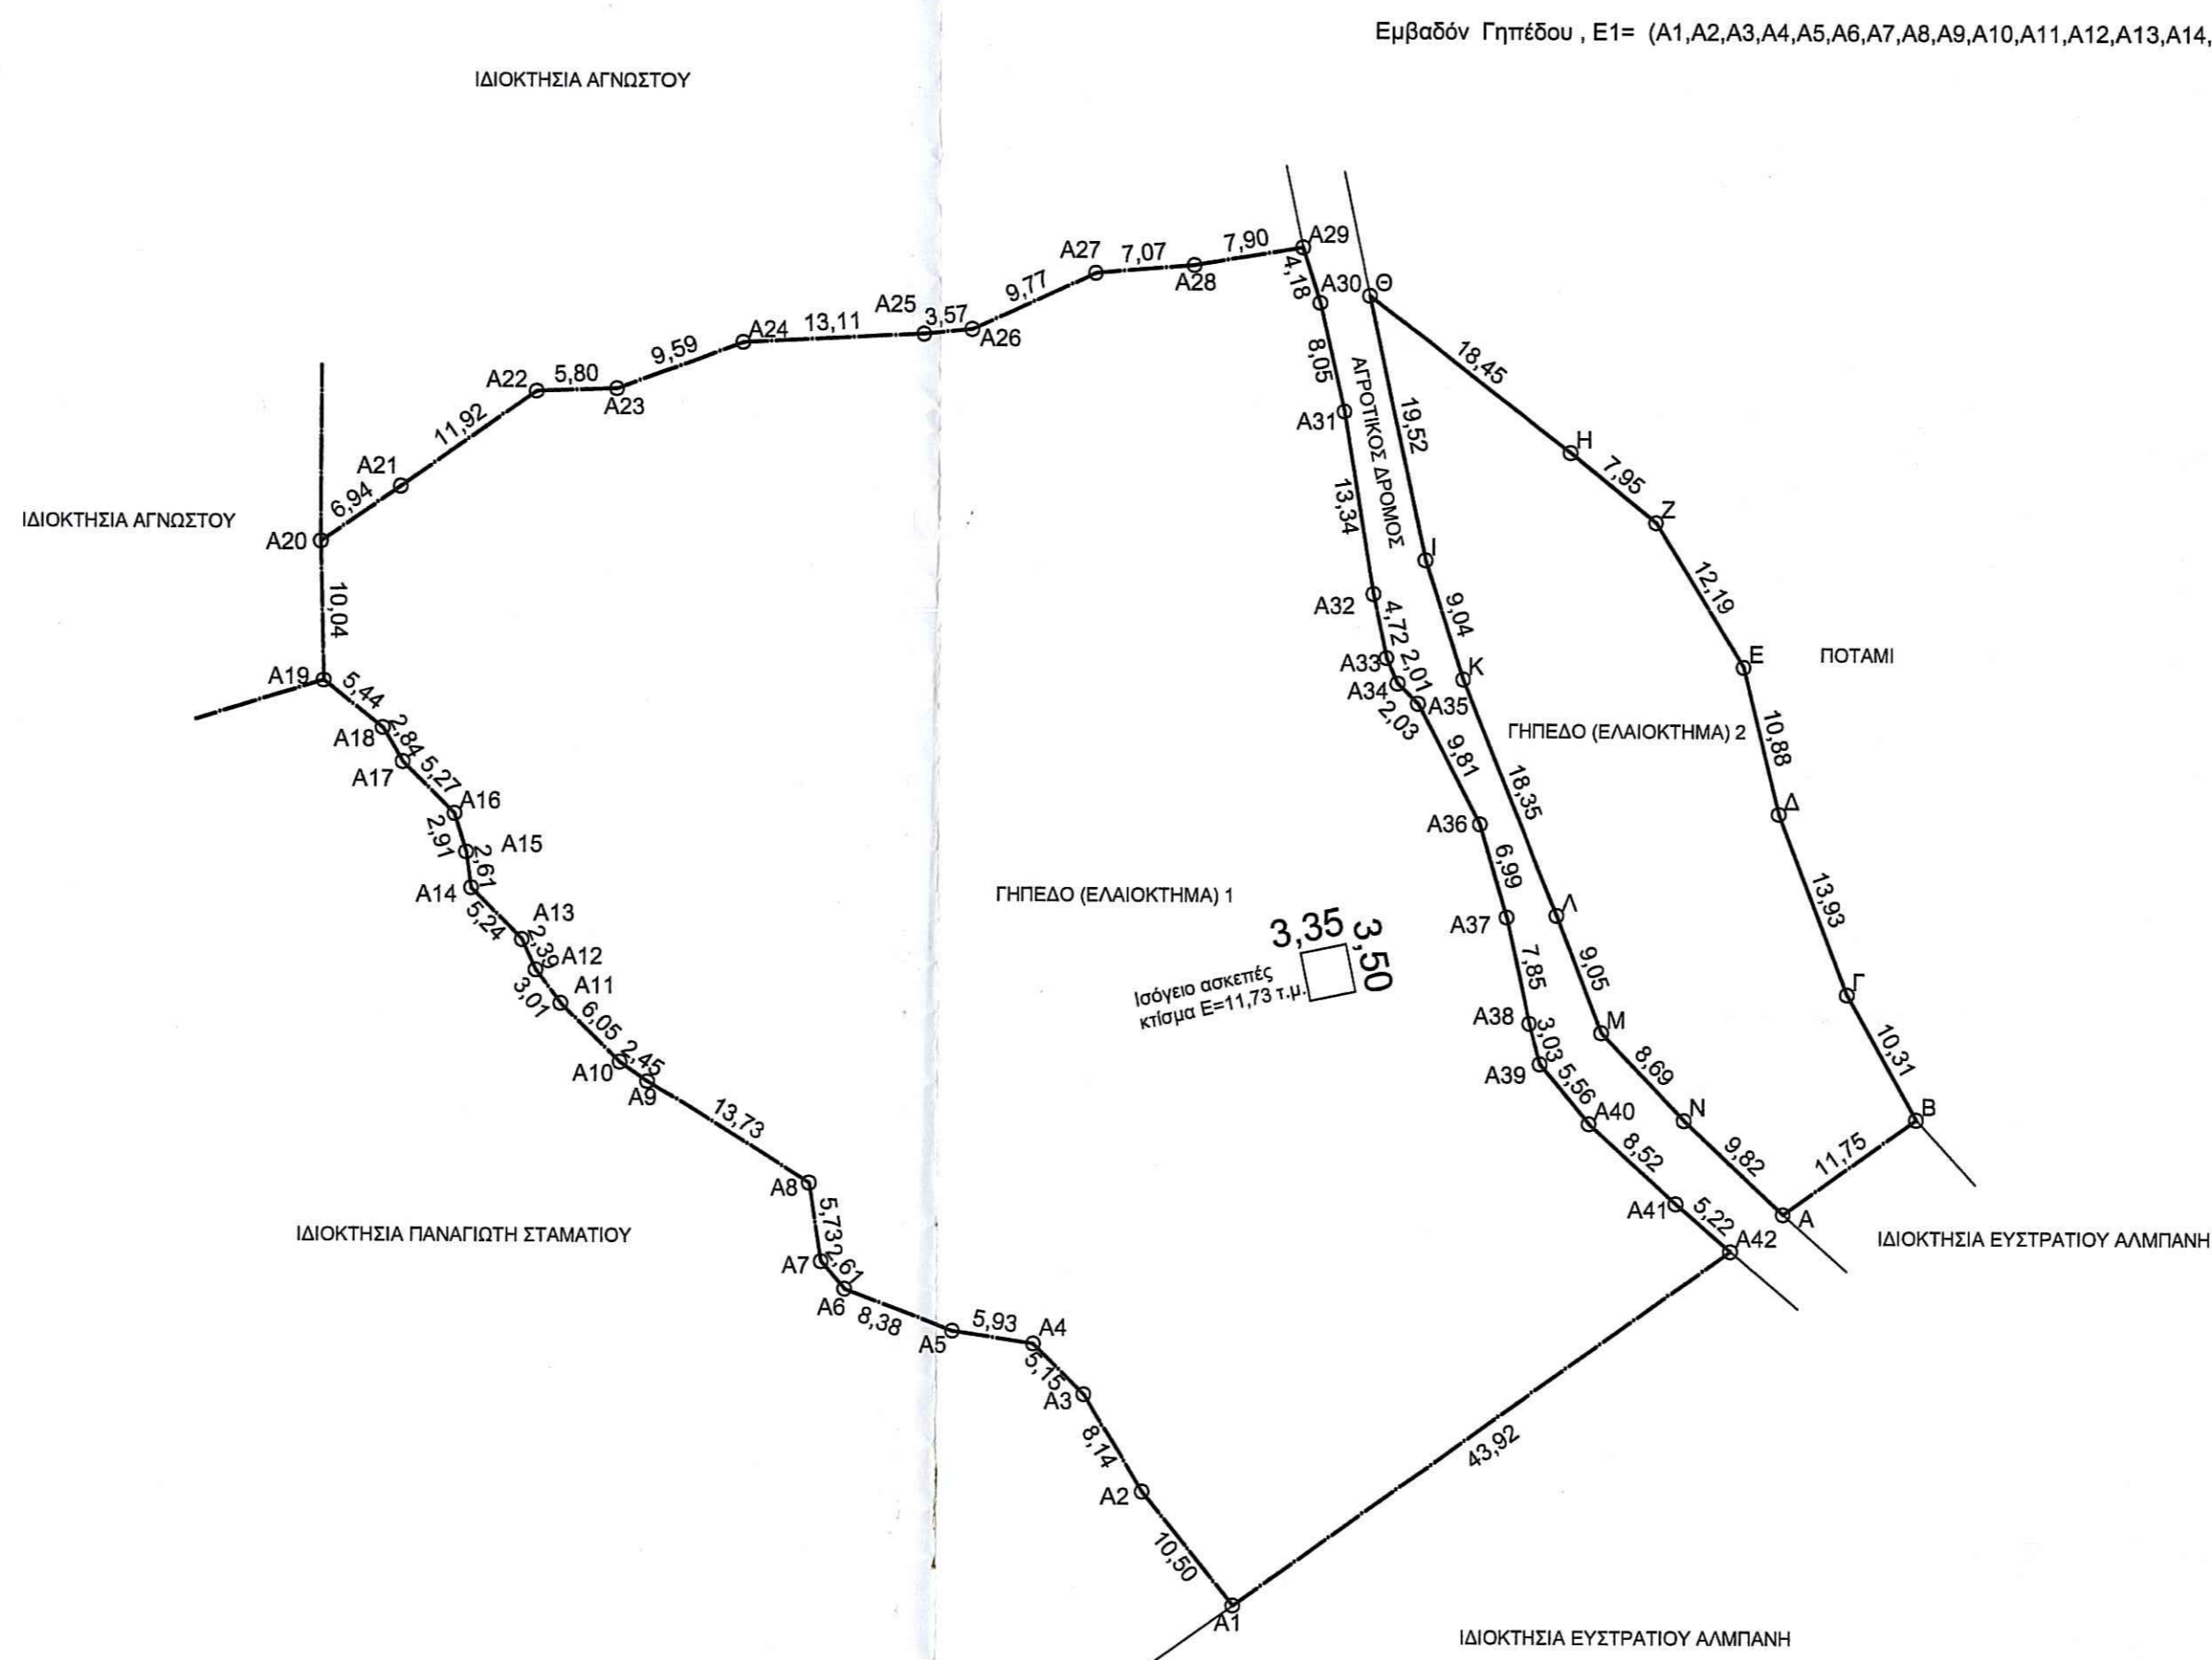 Εμβαδόν Γηπέδου , Ε1= (Α1,Α2,Α3,Α4,Α5,Α6,Α7,Α8,Α9,Α10,Α11,Α12,Α13,Α14,
ΙΔΙΟΚΤΗΣΙΑ ΑΓΝΩΣΤΟΥ
Α29
7,90
Α27
7,07
Α28
4,18
Α30
Θ
9,77
Α25
3,57
Α26
Α24
13,11
9,59
18,45
8,05
ΑΓΡΟΤΙΚΟΣ ΔΡΟΜΟΣ
Α22
5,80
Α23
11,92
Α31
19,52
Η
Α21
6,94
7,95
13,34
ΙΔΙΟΚΤΗΣΙΑ ΑΓΝΩΣΤΟΥ
Α20
Ζ
Ι
12,19
10,04
Α32
4,72
9,04
Ε
ΠΟΤΑΜΙ
Α19
5,44
Α33
2,01
Κ
Α34
Α35
2,03
10,88
Α18
2,84
ΓΗΠΕΔΟ (ΕΛΑΙΟΚΤΗΜΑ) 2
Α17
5,27
9,81
18,35
Α16
Δ
2,91
Α36
Α15
2,61
Α14
6,99
ΓΗΠΕΔΟ (ΕΛΑΙΟΚΤΗΜΑ) 1
13,93
5,24
Α13
3,35
3,50
Α37
Λ
2,39
Α12
Ισόγειο ασκεπές
κτίσμα Ε=11,73 τ.μ.
7,85
9,05
3,01
Α11
Γ
6,05
Α38
3,03
Μ
10,31
2,45
Α10
Α39
5,56
8,69
Α9
Α40
Ν
Β
13,73
8,52
9,82
11,75
Α8
5,73
Α41
5,22
Α
ΙΔΙΟΚΤΗΣΙΑ ΠΑΝΑΓΙΩΤΗ ΣΤΑΜΑΤΙΟΥ
Α42
ΙΔΙΟΚΤΗΣΙΑ ΕΥΣΤΡΑΤΙΟΥ ΑΛΜΠΑΝΗ
Α7
2,61
Α6
8,38
5,93
Α4
Α5
5,15
Α3
8,14
43,92
Α2
10,50
Α1
ΙΔΙΟΚΤΗΣΙΑ ΕΥΣΤΡΑΤΙΟΥ ΑΛΜΠΑΝΗ